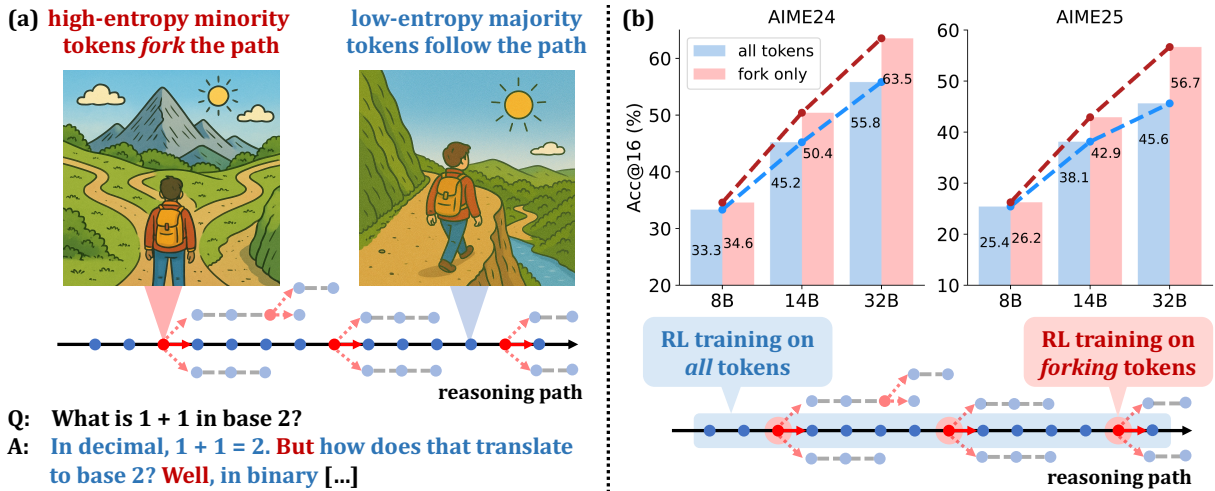 (a)
high-entropy minority
tokens fork the path
low-entropy majority
tokens follow the path
reasoning path
Q: What is 1 + 1 in base 2?
A: In decimal, 1 + 1 = 2. But how does that translate
to base 2? Well, in binary [...]
(b)
AIME24
Acc@16 (%)
60
50
40
30
20
all tokens
fork only
33.3
34.6
45.2
50.4
55.8
63.5
8B
14B
32B
AIME25
60
50
40
30
20
10
25.4
26.2
38.1
42.9
45.6
56.7
8B
14B
32B
RL training on
all tokens
RL training on
forking tokens
reasoning path